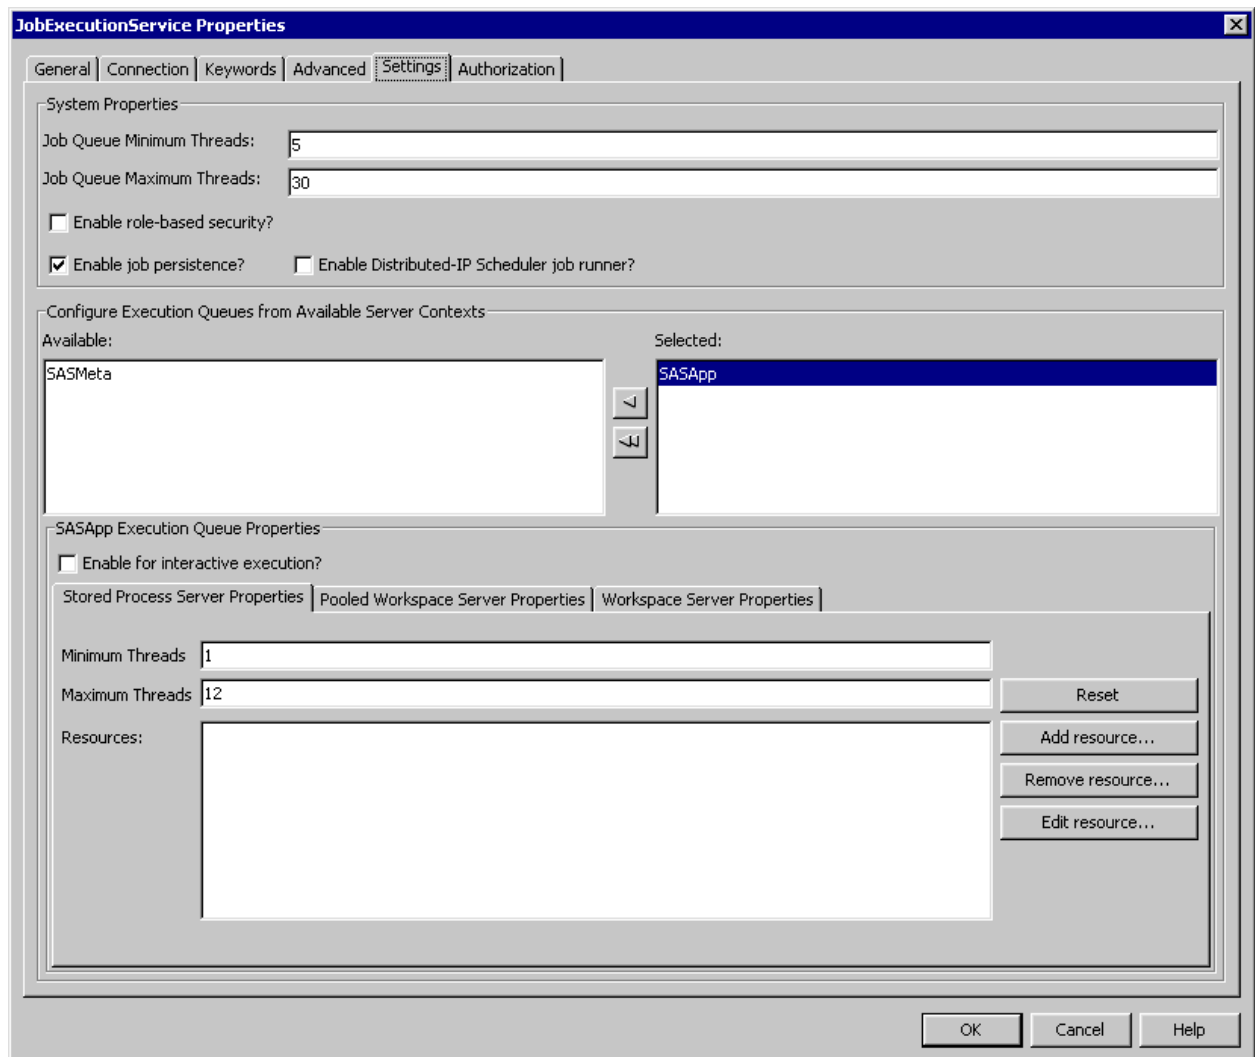 JobExecutionService Properties
General Connection Keywords Advanced Settings Authorization
System Properties
Job Queue Minimum Threads: 5
Job Queue Maximum Threads: 30
Enable role-based security?
Enable job persistence? Enable Distributed-IP Scheduler job runner?
Configure Execution Queues from Available Server Contexts
Available: Selected:
SASMeta SASApp
SASApp Execution Queue Properties
Enable for interactive execution?
Stored Process Server Properties Pooled Workspace Server Properties Workspace Server Properties
Minimum Threads 1
Maximum Threads 12 Reset
Resources: Add resource...
Remove resource...
Edit resource...
OK Cancel Help